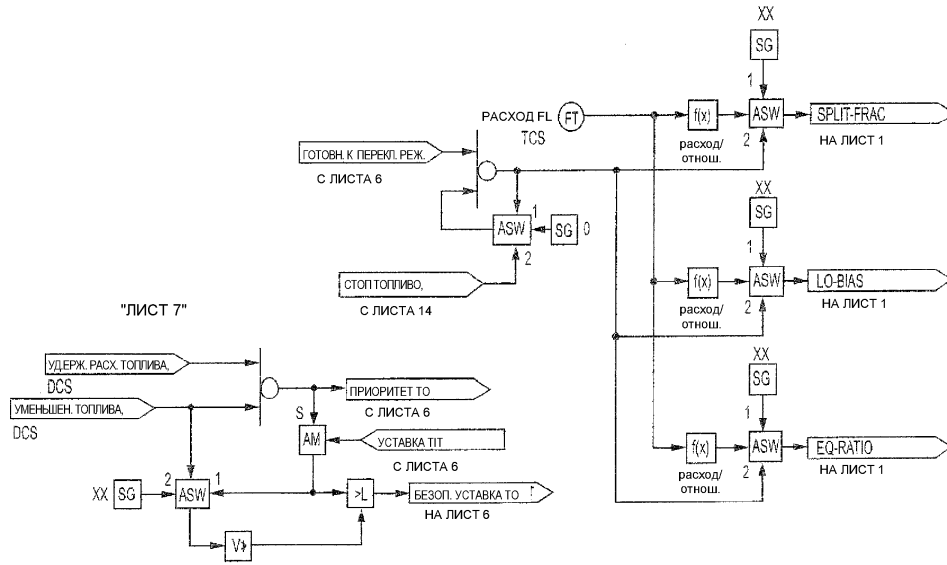 XX
SG
1
РАСХОД FL
FT
TCS
f(x)
ASW
SPLIT-FRAC
расход/
отнош.
2
НА ЛИСТ 1
ГОТОВН. К ПЕРЕКЛ. РЕЖ.
С ЛИСТА 6
XX
SG
1
ASW
1
SG
0
2
СТОП ТОПЛИВО,
С ЛИСТА 14
f(x)
ASW
LO-BIAS
расход/
отнош.
2
НА ЛИСТ 1
"ЛИСТ 7"
УД.ЕРЖ. РАСХ. ТОПЛИВА,
DCS
УМЕНЬШЕН. ТОПЛИВА,
DCS
ПРИОРИТЕТ ТО
С ЛИСТА 6
S
AM
УСТАВКА TIT
С ЛИСТА 6
XX
SG
1
f(x)
ASW
EQ-RATIO
расход/
отнош.
2
НА ЛИСТ 1
XX
SG
2
ASW
1
>L
БЕЗОП. УСТАВКА ТО
НА ЛИСТ 6